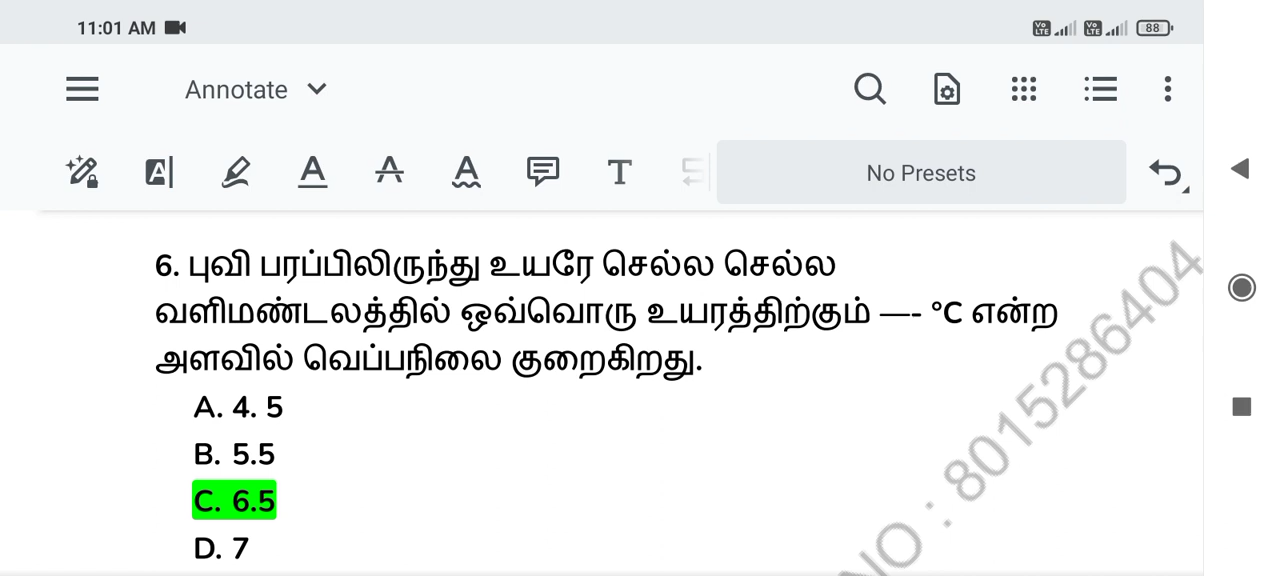 11:01 AM
88
Annotate
No Presets
6. புவி பரப்பிலிருந்து உயரே செல்ல செல்ல
வளிமண்டலத்தில் ஒவ்வொரு உயரத்திற்கும் —- °C என்ற
அளவில் வெப்பநிலை குறைகிறது.
A. 4. 5
B. 5.5
C. 6.5
D. 7
NO : 8015286404